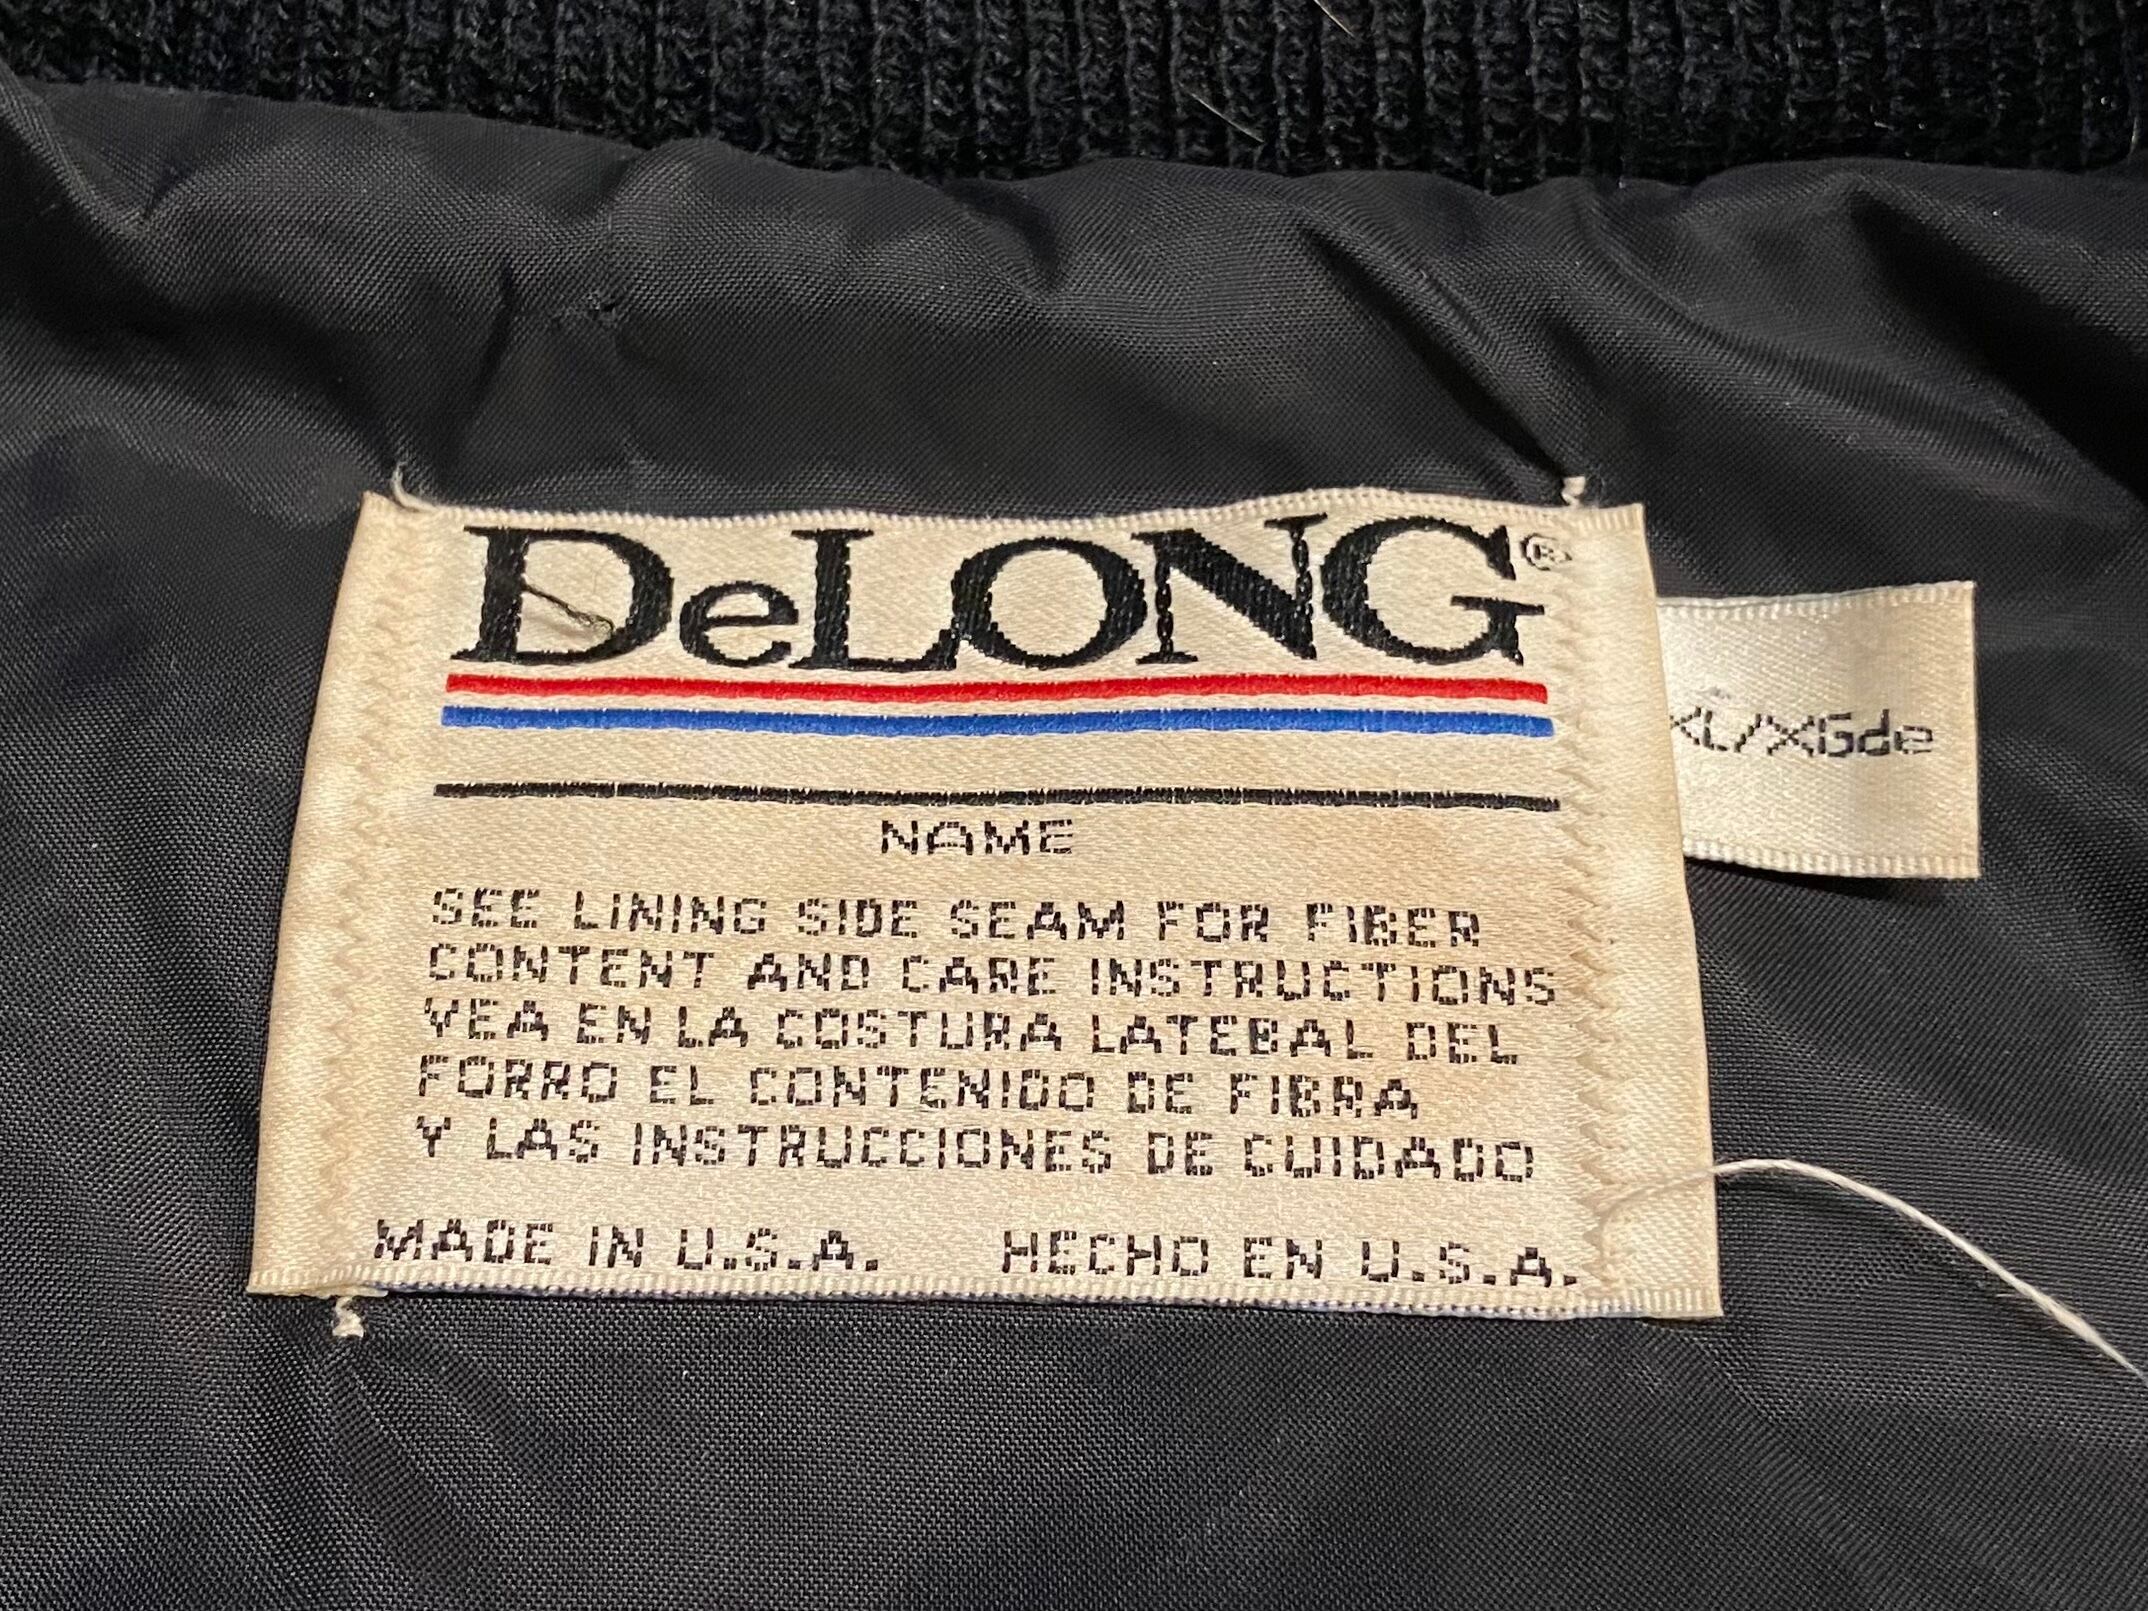 DeLONG®
XL/XGde
NAME
SEE LINING SIDE SEAM FOR FIBER
CONTENT AND CARE INSTRUCTIONS
VEA EN LA COSTURA LATEBAL DEL
FORRO EL CONTENIDO DE FIBRA
Y LAS INSTRUCCIONES DE CUIDADO
MADE IN U.S.A. HECHO EN U.S.A.